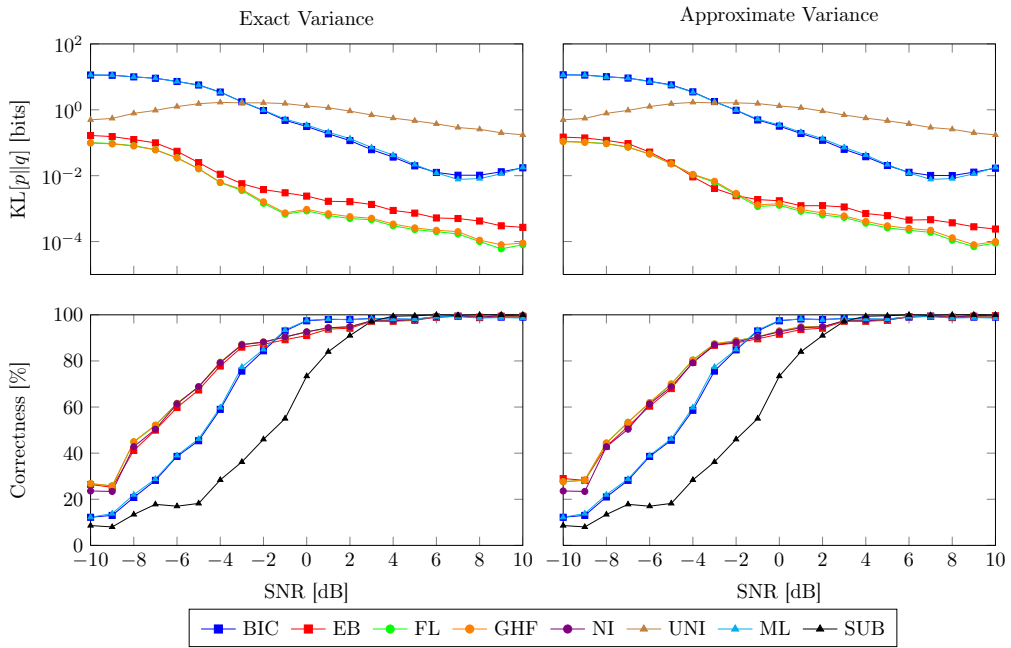 Exact Variance
Approximate Variance
KL[p||q] [bits]
10^2
10^0
10^−2
10^−4
Correctness [%]
100
80
60
40
20
0
−10 −8 −6 −4 −2 0 2 4 6 8 10
−10 −8 −6 −4 −2 0 2 4 6 8 10
SNR [dB]
SNR [dB]
BIC EB FL GHF NI UNI ML SUB